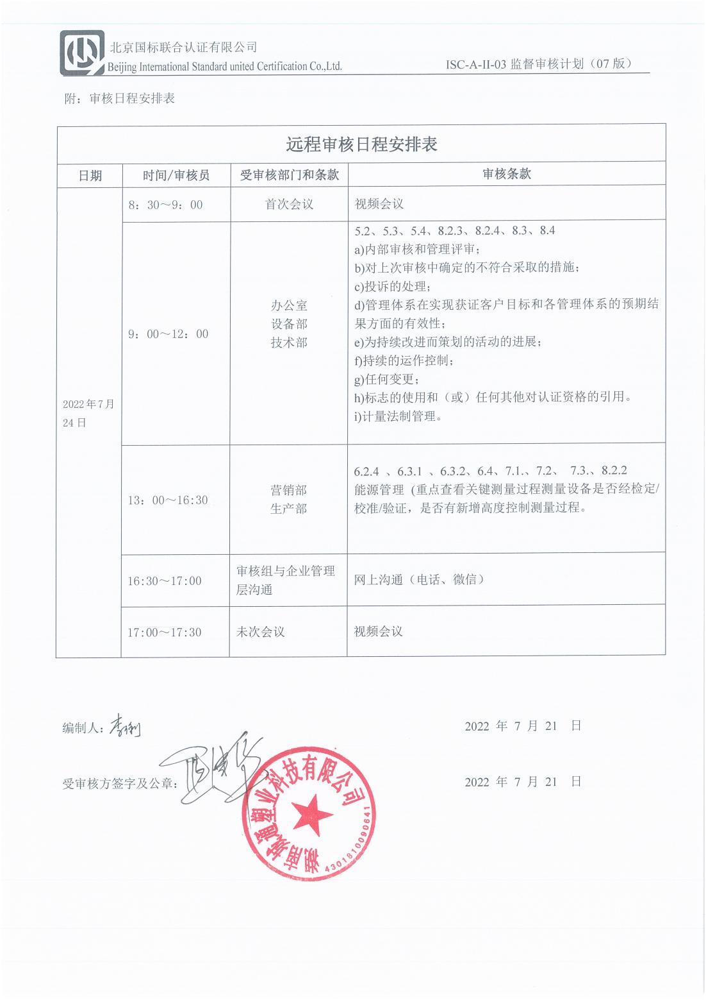 北京国标联合认证有限公司
Beijing International Standard united Certification Co.,Ltd.
ISC-A-II-03 监督审核计划（07 版）
附：审核日程安排表
远程审核日程安排表
日期 时间/审核员 受审核部门和条款 审核条款
8：30～9：00 首次会议 视频会议
2022 年 7 月
24 日
9：00～12：00
办公室
设备部
技术部
5.2、5.3、5.4、8.2.3、8.2.4、8.3、8.4
a)内部审核和管理评审；
b)对上次审核中确定的不符合采取的措施；
c)投诉的处理；
d)管理体系在实现获证客户目标和各管理体系的预期结
果方面的有效性；
e)为持续改进而策划的活动的进展；
f)持续的运作控制；
g)任何变更；
h)标志的使用和（或）任何其他对认证资格的引用。
i)计量法制管理。
13：00～16:30
营销部
生产部
6.2.4 、6.3.1 、6.3.2、6.4、7.1.、7.2、 7.3.、8.2.2
能源管理 (重点查看关键测量过程测量设备是否经检定/
校准/验证，是否有新增高度控制测量过程。
16:30～17:00
审核组与企业管理
层沟通
网上沟通（电话、微信）
17:00～17:30 未次会议 视频会议
编制人：李俐
2022 年 7 月 21 日
受审核方签字及公章：
2022 年 7 月 21 日
塑业科技有限公司
4301810090641